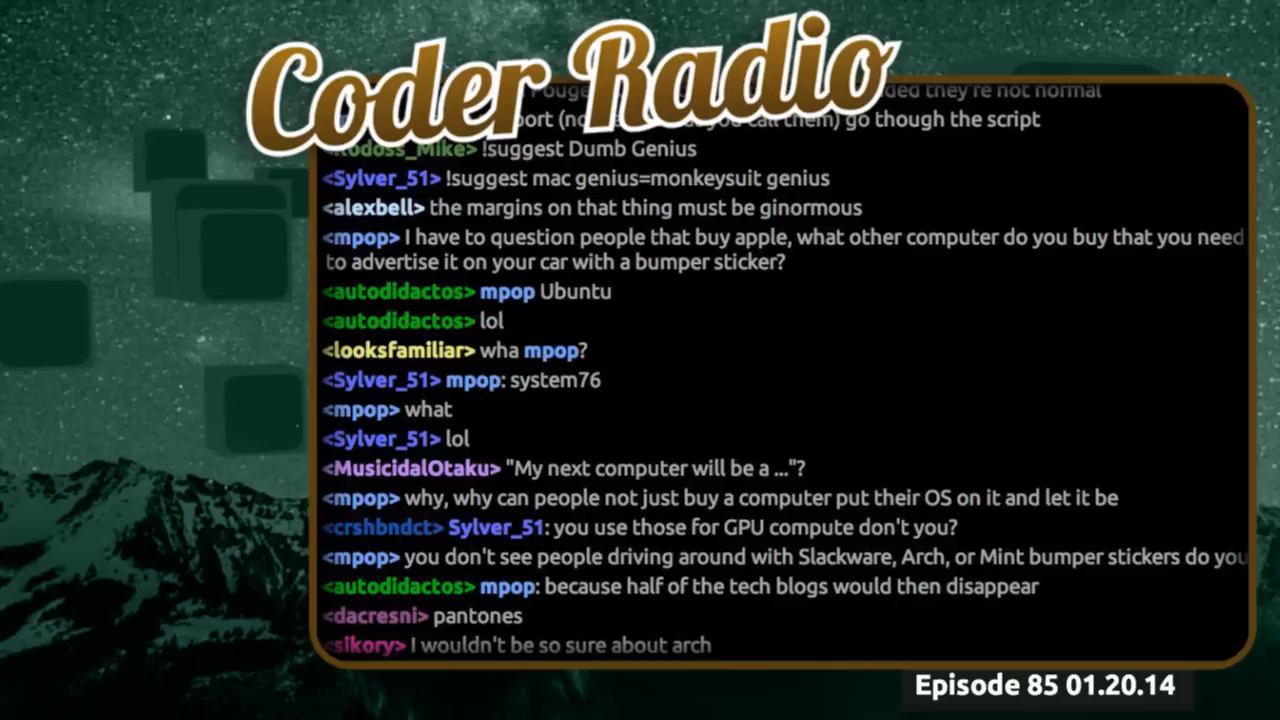 Coder Radio
ded they're not normal
port (no call them) go though the script
<Kodoss_Mike> !suggest Dumb Genius
<Sylver_51> !suggest mac genius=monkeysuit genius
<alexbell> the margins on that thing must be ginormous
<mpop> I have to question people that buy apple, what other computer do you buy that you need
to advertise it on your car with a bumper sticker?
<autodidactos> mpop Ubuntu
<autodidactos> lol
<looksfamiliar> wha mpop?
<Sylver_51> mpop: system76
<mpop> what
<Sylver_51> lol
<MusicidalOtaku> "My next computer will be a ..."?
<mpop> why, why can people not just buy a computer put their OS on it and let it be
<crshbndct> Sylver_51: you use those for GPU compute don't you?
<mpop> you don't see people driving around with Slackware, Arch, or Mint bumper stickers do you
<autodidactos> mpop: because half of the tech blogs would then disappear
<dacresni> pantones
<sikory> I wouldn't be so sure about arch
Episode 85 01.20.14